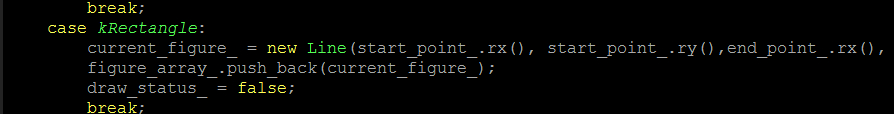 break;
case kRectangle:
current_figure_ = new Line(start_point_.rx(), start_point_.ry(),end_point_.rx(),
figure_array_.push_back(current_figure_);
draw_status_ = false;
break;